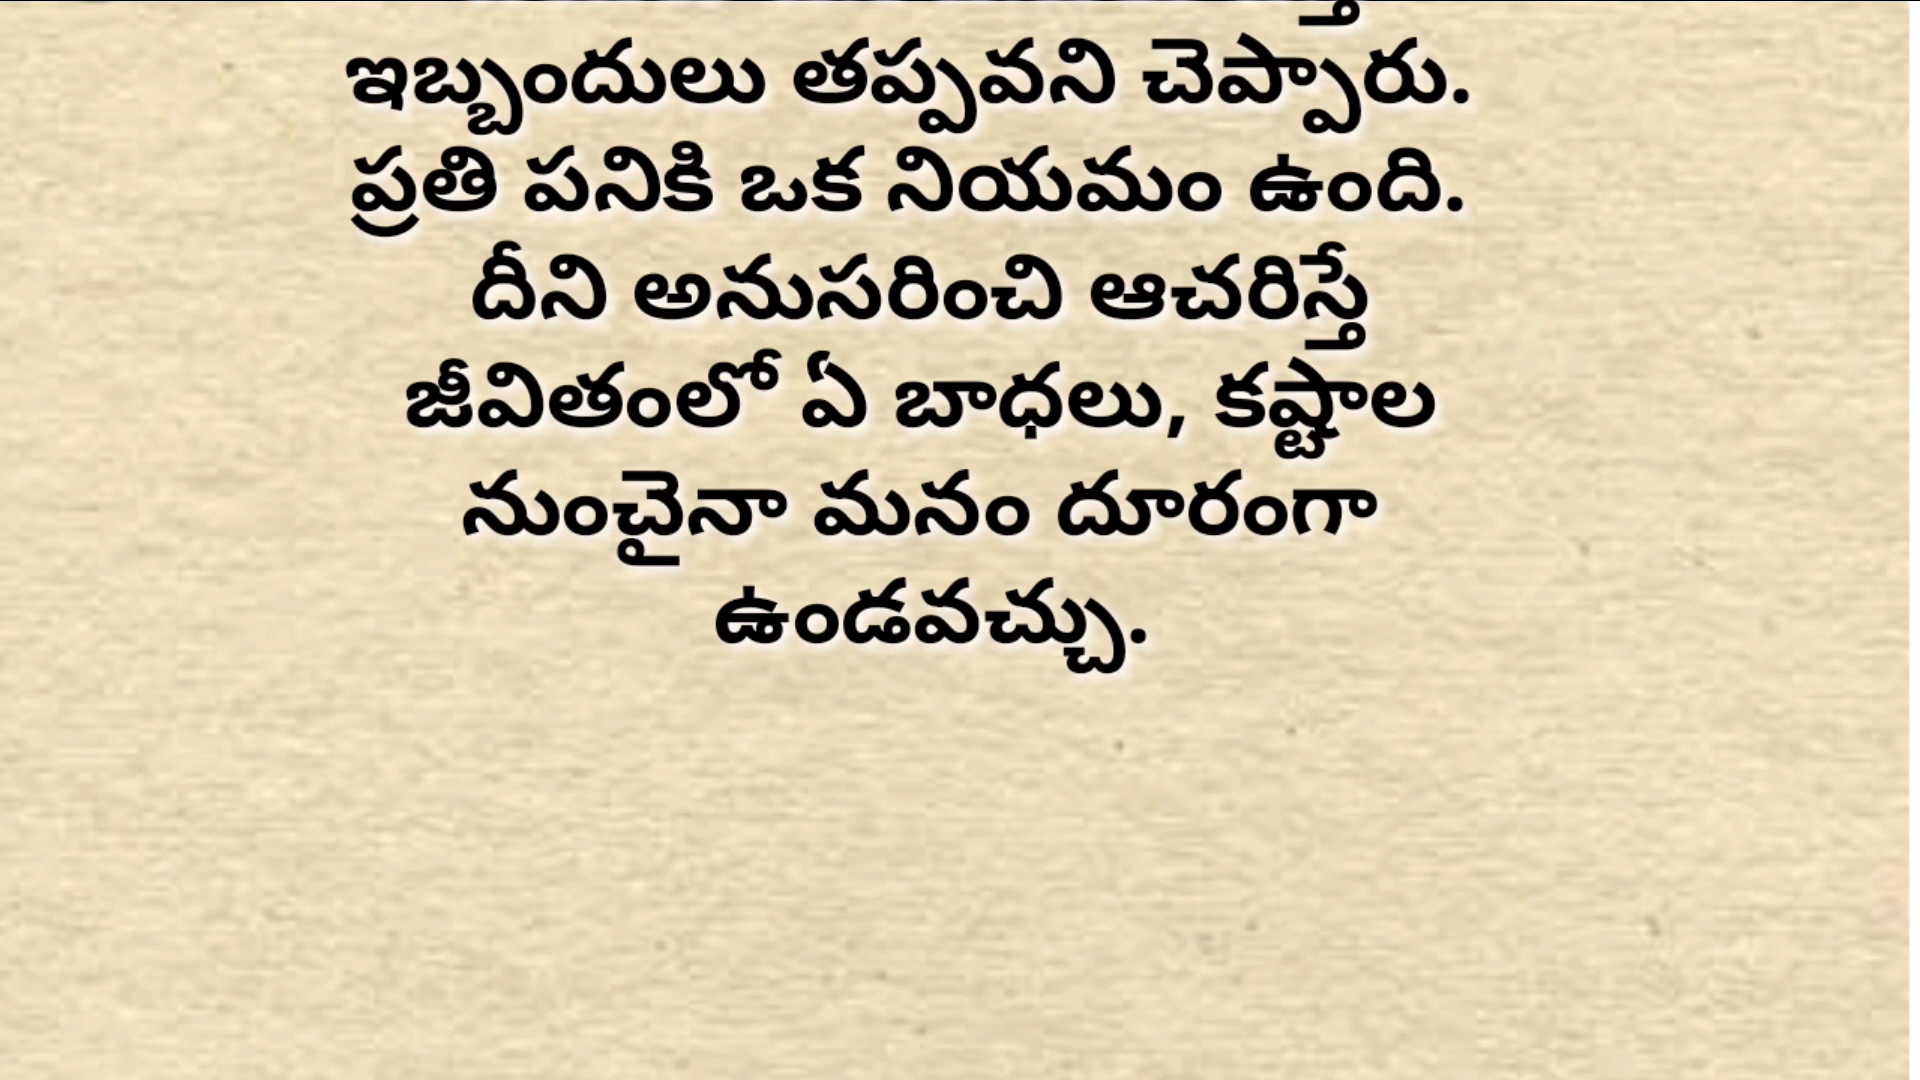 ఇబ్బందులు తప్పవని చెప్పారు.
ప్రతి పనికి ఒక నియమం ఉంది.
దీని అనుసరించి ఆచరిస్తే
జీవితంలో ఏ బాధలు, కష్టాల
నుంచైనా మనం దూరంగా
ఉండవచ్చు.